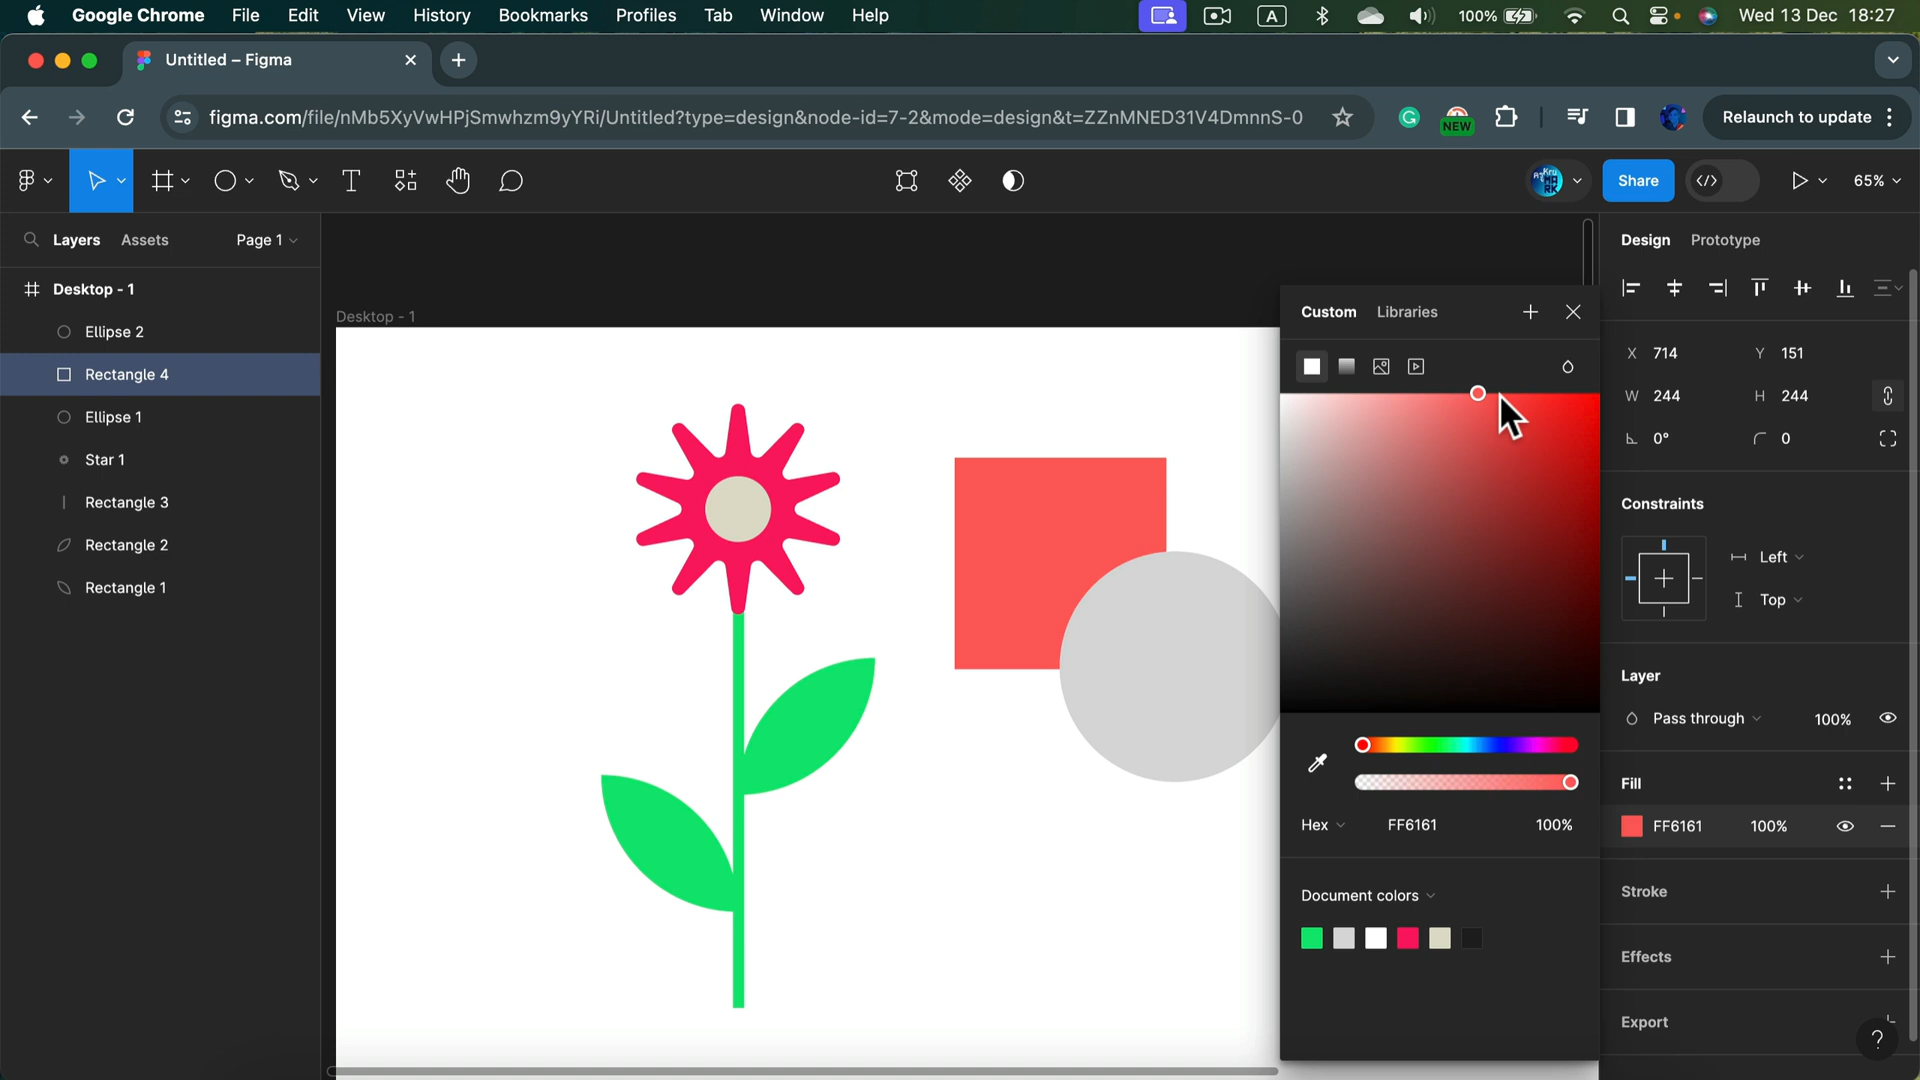 Google Chrome File Edit View History Bookmarks Profiles Tab Window Help A 100% Wed 13 Dec 18:27
Untitled – Figma
figma.com/file/nMb5XyVwHPjSmwhzm9yYRi/Untitled?type=design&node-id=7-2&mode=design&t=ZZnMNED31V4DmnnS-0 NEW Relaunch to update
Share 65%
Layers Assets Page 1
Design Prototype
Desktop - 1
Ellipse 2
Rectangle 4
Ellipse 1
Star 1
Rectangle 3
Rectangle 2
Rectangle 1
Desktop - 1
Custom Libraries
Hex FF6161 100%
Document colors
X 714 Y 151
W 244 H 244
0° 0
Constraints
Left
Top
Layer
Pass through 100%
Fill
FF6161 100%
Stroke
Effects
Export
?